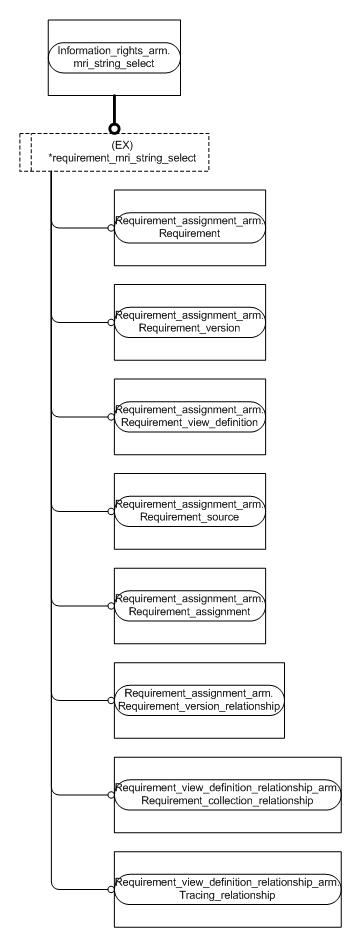 Information_rights_arm.
mri_string_select
(EX)
*requirement_mri_string_select
Requirement_assignment_arm.
Requirement
Requirement_assignment_arm.
Requirement_version
Requirement_assignment_arm.
Requirement_view_definition
Requirement_assignment_arm.
Requirement_source
Requirement_assignment_arm.
Requirement_assignment
Requirement_assignment_arm.
Requirement_version_relationship
Requirement_view_definition_relationship_arm.
Requirement_collection_relationship
Requirement_view_definition_relationship_arm.
Tracing_relationship